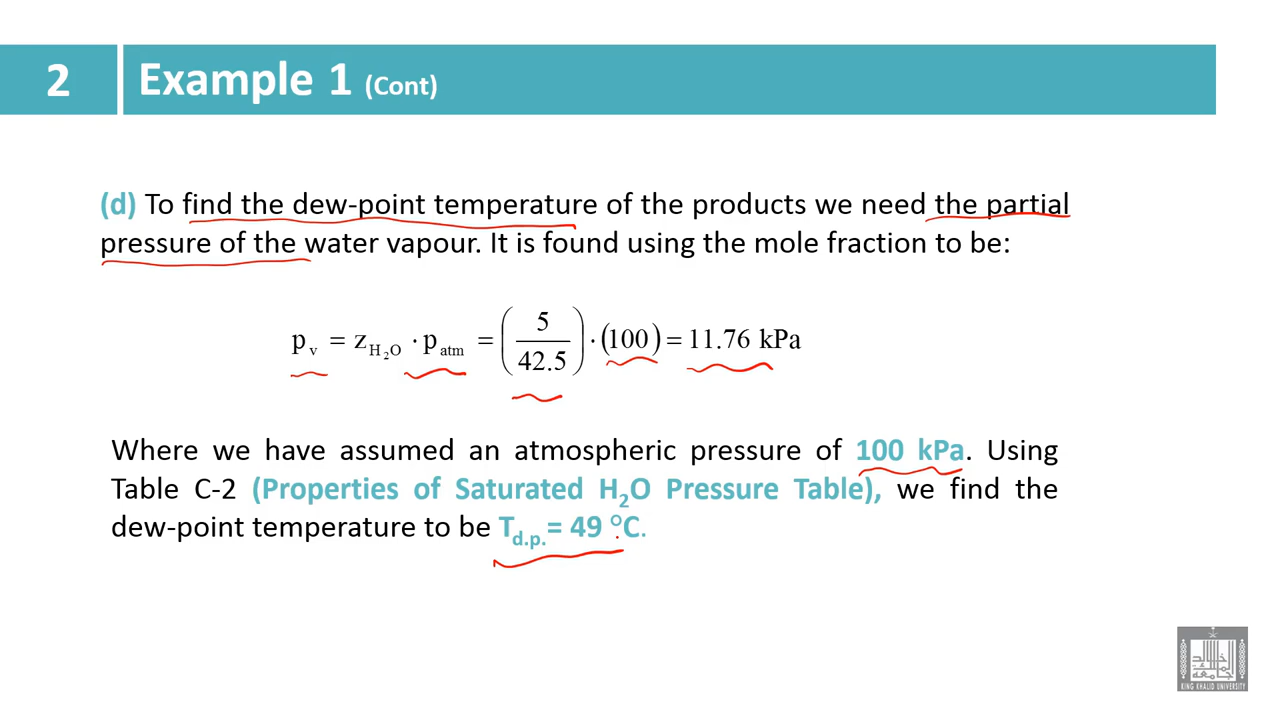 2
Example 1 (Cont)
(d) To find the dew-point temperature of the products we need the partial
pressure of the water vapour. It is found using the mole fraction to be:
p_v = z_H₂O · p_atm = (5/42.5) · (100) = 11.76 kPa
Where we have assumed an atmospheric pressure of 100 kPa. Using
Table C-2 (Properties of Saturated H₂O Pressure Table), we find the
dew-point temperature to be T_d.p. = 49 °C.
KING KHALID UNIVERSITY